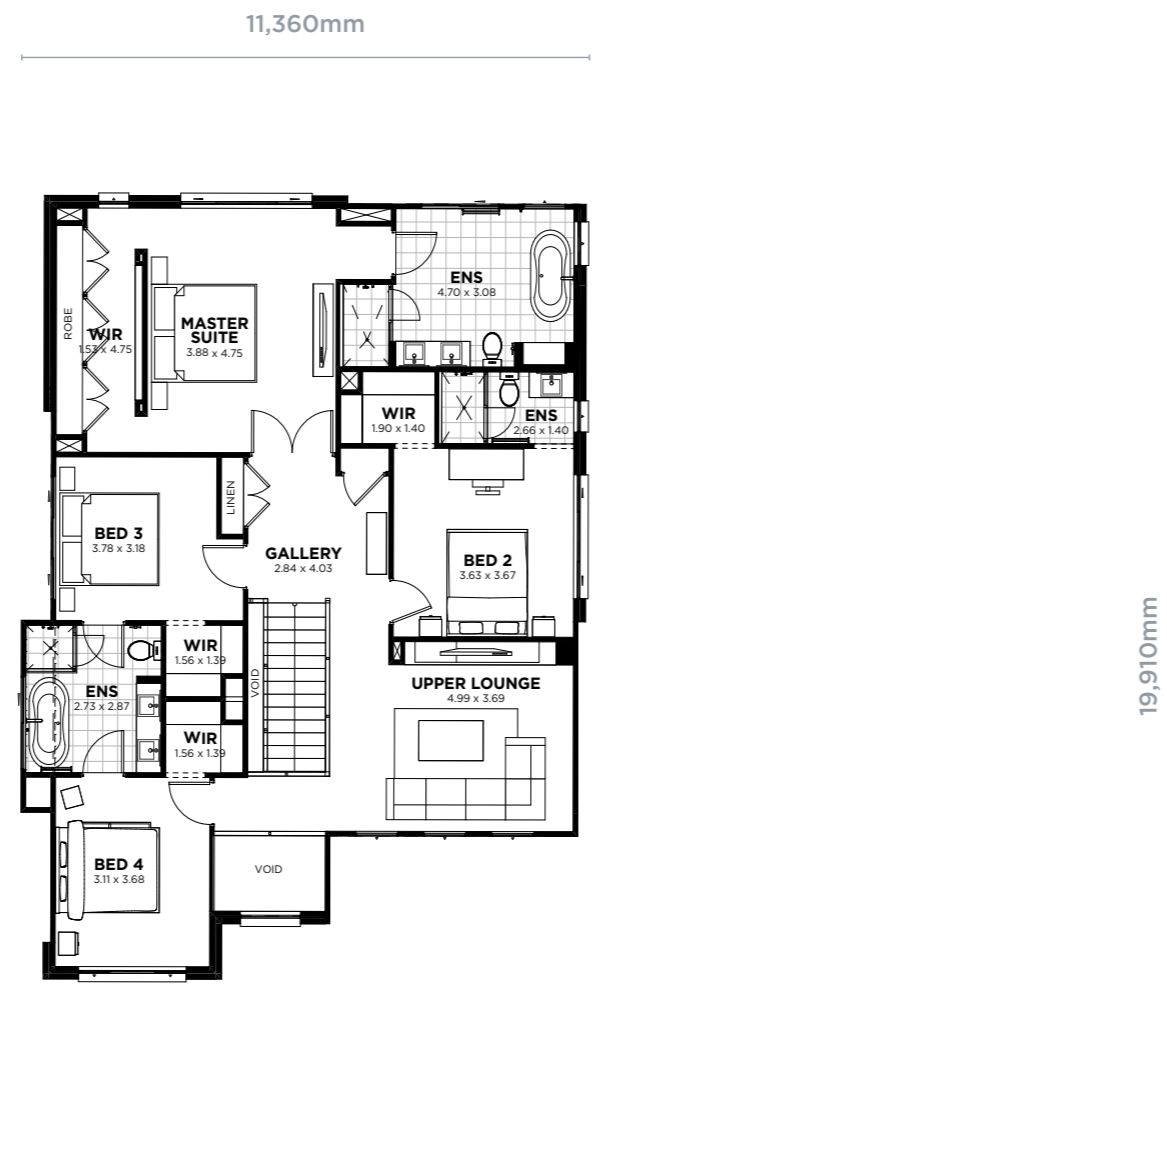 11,360mm
ENS
4.70 x 3.08
ROBE
WIR
1.53 x 4.75
MASTER
SUITE
3.88 x 4.75
WIR
1.90 x 1.40
ENS
2.66 x 1.40
LINEN
BED 3
3.78 x 3.18
GALLERY
2.84 x 4.03
BED 2
3.63 x 3.67
19,910mm
WIR
1.56 x 1.39
VOID
ENS
2.73 x 2.87
UPPER LOUNGE
4.99 x 3.69
WIR
1.56 x 1.39
BED 4
3.11 x 3.68
VOID